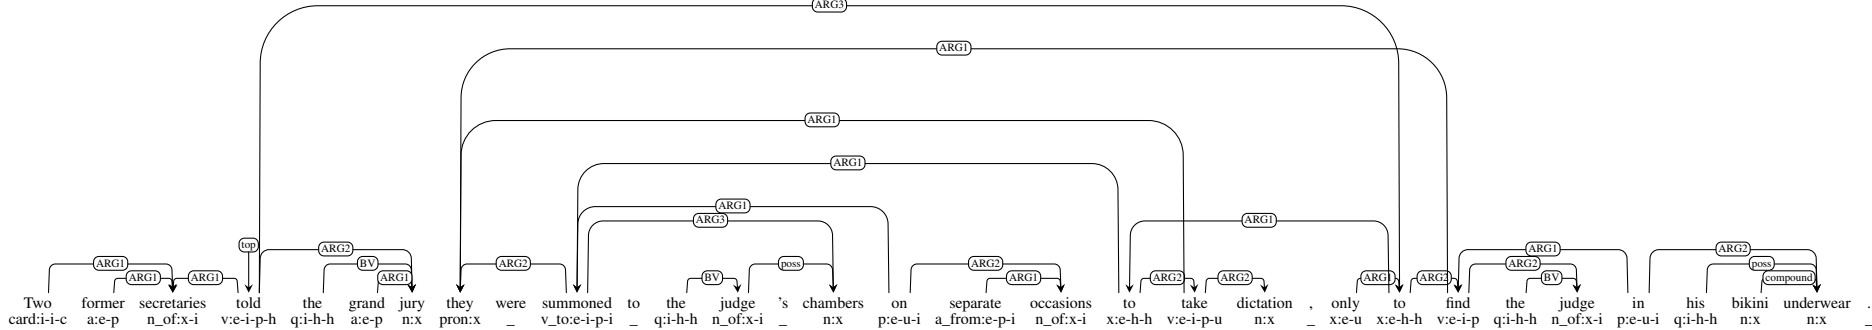 ARG3
ARG1
ARG1
ARG1
ARG1
ARG3 ARG1
top ARG2 ARG1 ARG2
ARG1 BV ARG2 poss ARG2 ARG2 poss
ARG1 ARG1 ARG1 BV ARG1 ARG2 ARG2 ARG1 ARG2 BV compound
Two former secretaries told the grand jury they were summoned to the judge 's chambers on separate occasions to take dictation , only to find the judge in his bikini underwear .
card:i-i-c a:e-p n_of:x-i v:e-i-p-h q:i-h-h a:e-p n:x pron:x _ v_to:e-i-p-i _ q:i-h-h n_of:x-i _ n:x p:e-u-i a_from:e-p-i n_of:x-i x:e-h-h v:e-i-p-u n:x _ x:e-u x:e-h-h v:e-i-p q:i-h-h n_of:x-i p:e-u-i q:i-h-h n:x n:x _